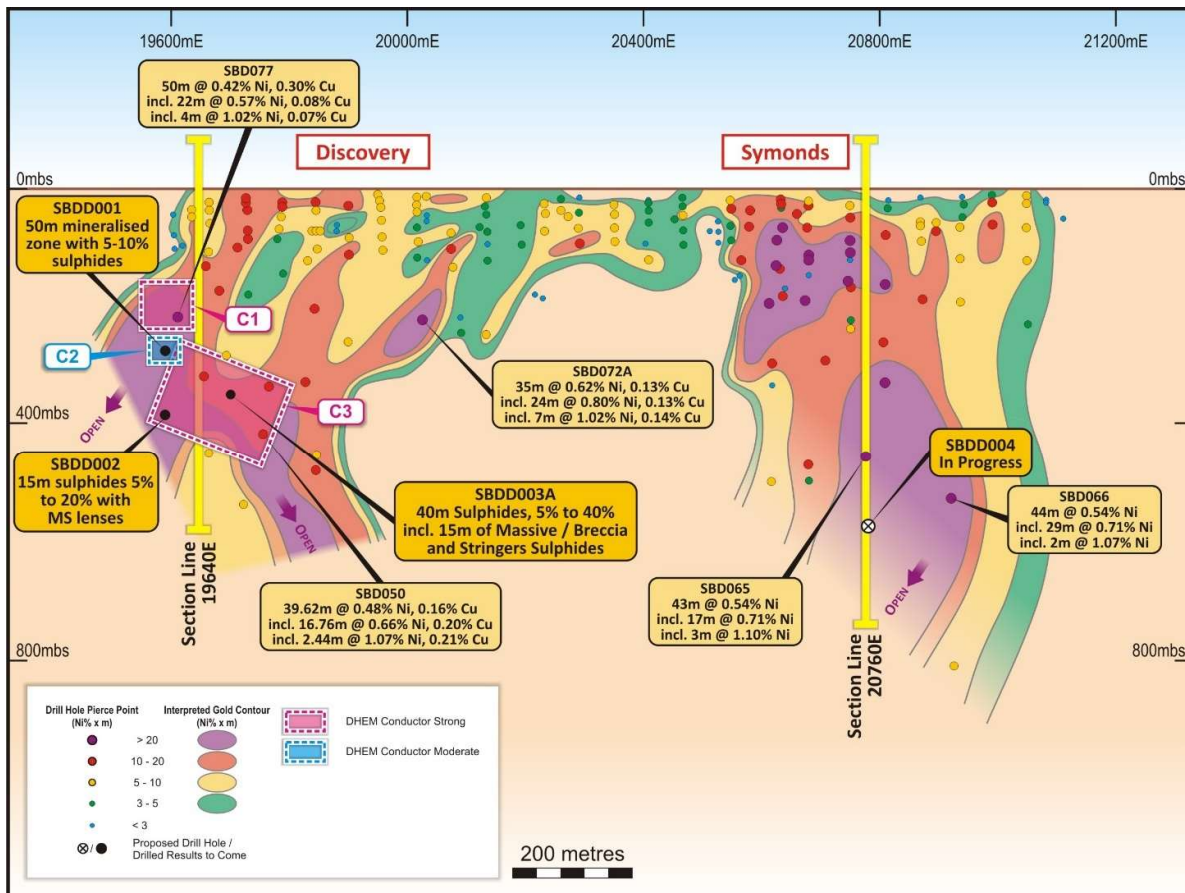 19600mE
20000mE
20400mE
20800mE
21200mE
SBD077
50m @ 0.42% Ni, 0.30% Cu
incl. 22m @ 0.57% Ni, 0.08% Cu
incl. 4m @ 1.02% Ni, 0.07% Cu
Discovery
Symonds
0mbs
0mbs
SBDD001
50m mineralised
zone with 5-10%
sulphides
C1
C2
C3
400mbs
OPEN
SBDD002
15m sulphides 5%
to 20% with
MS lenses
SBD072A
35m @ 0.62% Ni, 0.13% Cu
incl. 24m @ 0.80% Ni, 0.13% Cu
incl. 7m @ 1.02% Ni, 0.14% Cu
SBDD004
In Progress
SBDD003A
40m Sulphides, 5% to 40%
incl. 15m of Massive / Breccia
and Stringers Sulphides
OPEN
SBD066
44m @ 0.54% Ni
incl. 29m @ 0.71% Ni
incl. 2m @ 1.07% Ni
Section Line
19640E
SBD050
39.62m @ 0.48% Ni, 0.16% Cu
incl. 16.76m @ 0.66% Ni, 0.20% Cu
incl. 2.44m @ 1.07% Ni, 0.21% Cu
SBD065
43m @ 0.54% Ni
incl. 17m @ 0.71% Ni
incl. 3m @ 1.10% Ni
OPEN
Section Line
20760E
800mbs
800mbs
Drill Hole Pierce Point
(Ni% x m)
Interpreted Gold Contour
(Ni% x m)
> 20
10 - 20
5 - 10
3 - 5
< 3
/
Proposed Drill Hole /
Drilled Results to Come
DHEM Conductor Strong
DHEM Conductor Moderate
200 metres